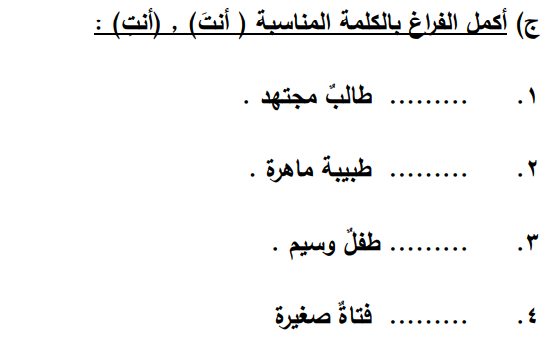 ج) أكمل الفراغ بالكلمة المناسبة ( أنتَ) , (أنتِ) :
١. ......... طالبٌ مجتهد .
٢. ......... طبيبة ماهرة .
٣. ......... طفلٌ وسيم .
٤. ......... فتاةٌ صغيرة